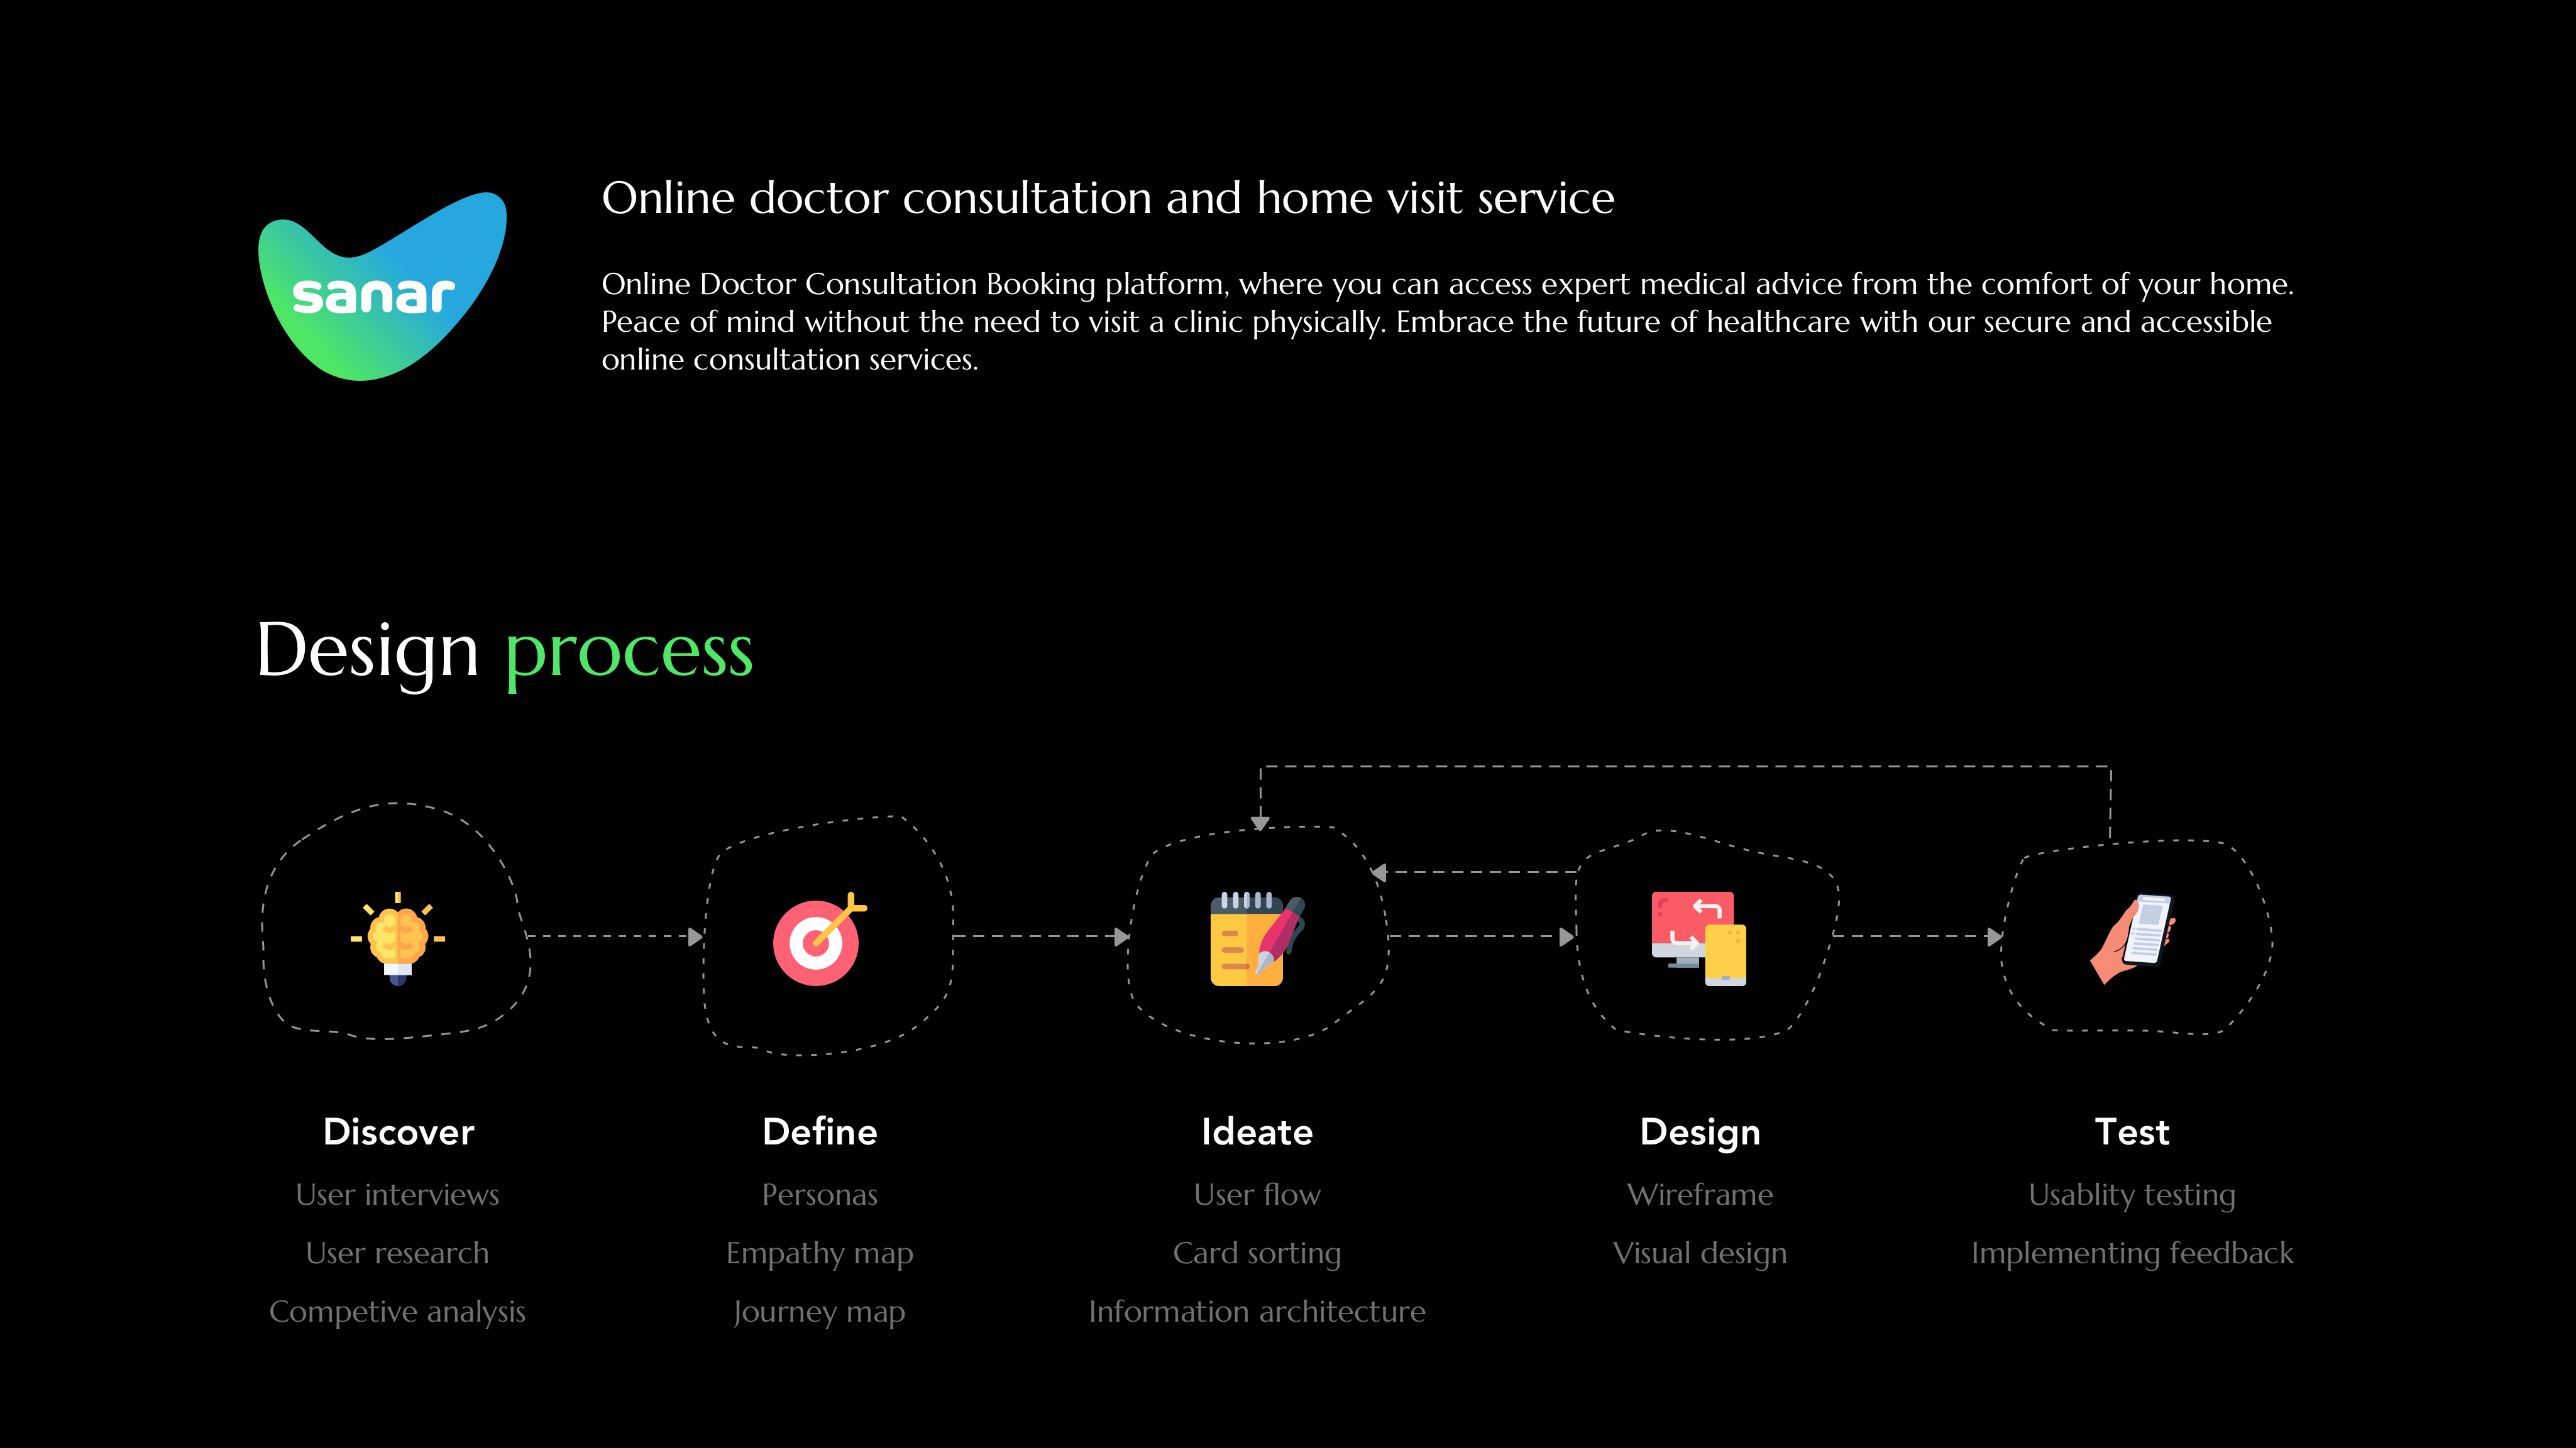 sanar
Online doctor consultation and home visit service
Online Doctor Consultation Booking platform, where you can access expert medical advice from the comfort of your home.
Peace of mind without the need to visit a clinic physically. Embrace the future of healthcare with our secure and accessible
online consultation services.
Design process
Discover
User interviews
User research
Competive analysis
Define
Personas
Empathy map
Journey map
Ideate
User flow
Card sorting
Information architecture
Design
Wireframe
Visual design
Test
Usablity testing
Implementing feedback